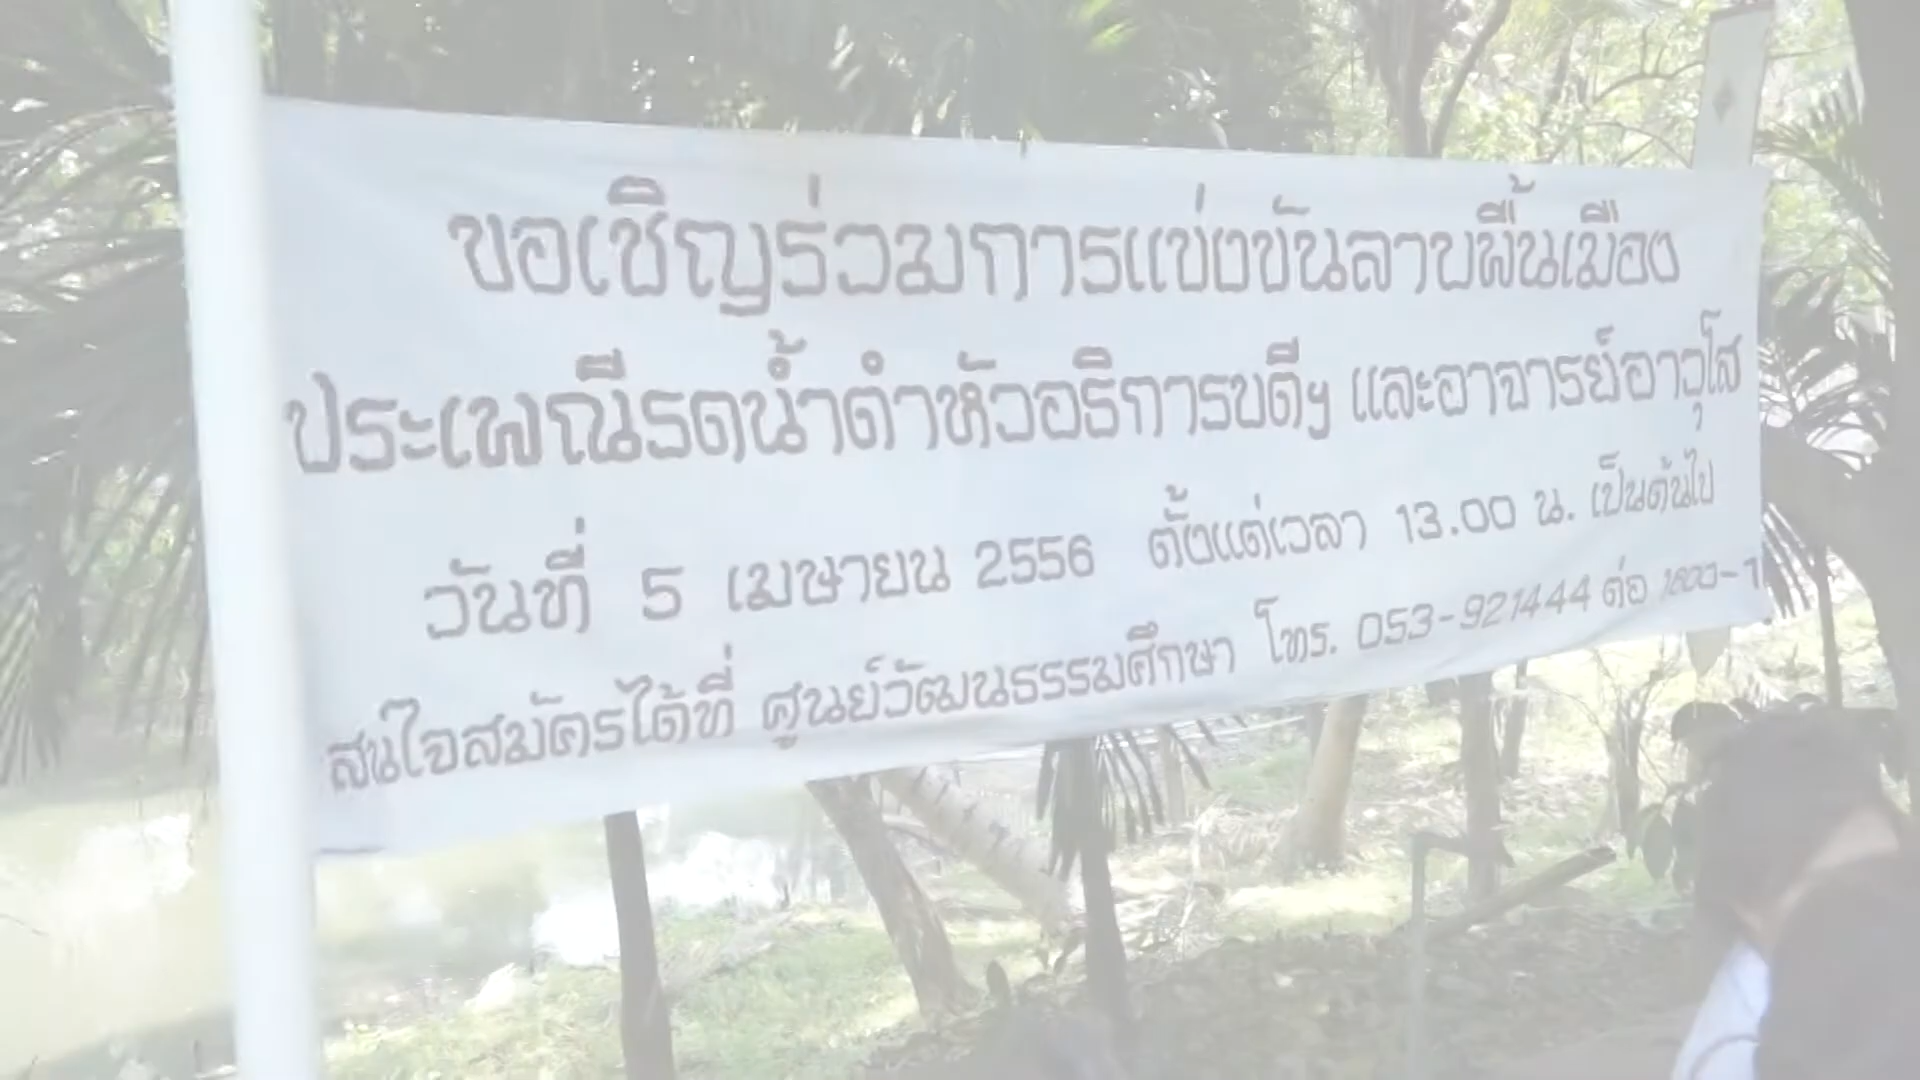 ขอเชิญร่วมการแข่งขันลาบพื้นเมือง
ประเพณีรดน้ำดำหัวอธิการบดีฯ และอาจารย์อาวุโส
วันที่ 5 เมษายน 2556 ตั้งแต่เวลา 13.00 น. เป็นต้นไป
สนใจสมัครได้ที่ ศูนย์วัฒนธรรมศึกษา โทร. 053-921444 ต่อ